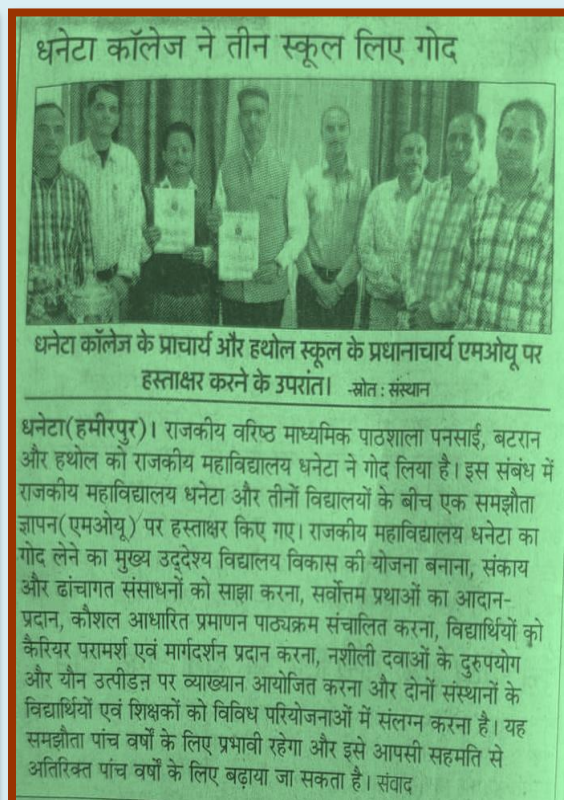 धनेटा कॉलेज ने तीन स्कूल लिए गोद
धनेटा कॉलेज के प्राचार्य और हथोल स्कूल के प्रधानाचार्य एमओयू पर
हस्ताक्षर करने के उपरांत। -स्रोत : संस्थान
धनेटा(हमीरपुर)। राजकीय वरिष्ठ माध्यमिक पाठशाला पनसाई, बटरान
और हथोल को राजकीय महाविद्यालय धनेटा ने गोद लिया है। इस संबंध में
राजकीय महाविद्यालय धनेटा और तीनों विद्यालयों के बीच एक समझौता
ज्ञापन(एमओयू) पर हस्ताक्षर किए गए। राजकीय महाविद्यालय धनेटा का
गोद लेने का मुख्य उद्देश्य विद्यालय विकास की योजना बनाना, संकाय
और ढांचागत संसाधनों को साझा करना, सर्वोत्तम प्रथाओं का आदान-
प्रदान, कौशल आधारित प्रमाणन पाठ्यक्रम संचालित करना, विद्यार्थियों को
कैरियर परामर्श एवं मार्गदर्शन प्रदान करना, नशीली दवाओं के दुरुपयोग
और यौन उत्पीडऩ पर व्याख्यान आयोजित करना और दोनों संस्थानों के
विद्यार्थियों एवं शिक्षकों को विविध परियोजनाओं में संलग्न करना है। यह
समझौता पांच वर्षों के लिए प्रभावी रहेगा और इसे आपसी सहमति से
अतिरिक्त पांच वर्षों के लिए बढ़ाया जा सकता है। संवाद